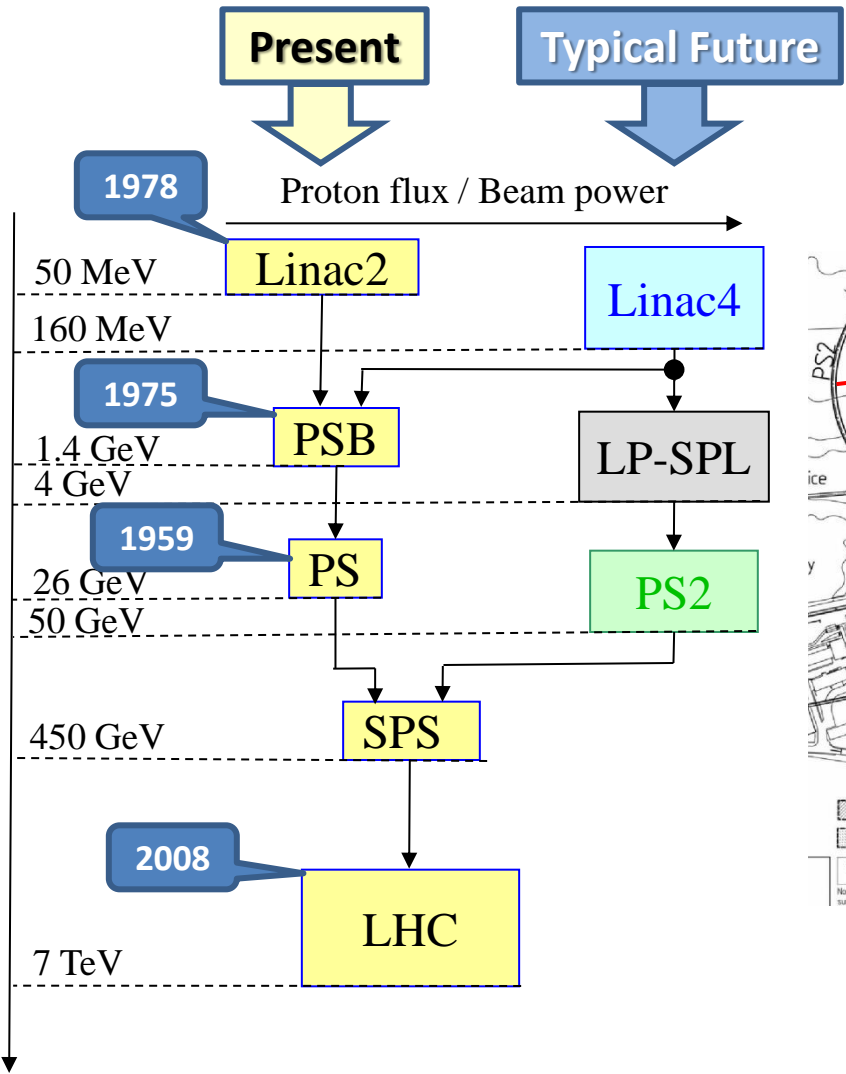 Present
Typical Future
1978
Proton flux / Beam power
50 MeV
Linac2
Linac4
160 MeV
1975
PSB
LP-SPL
1.4 GeV
4 GeV
1959
PS
PS2
26 GeV
50 GeV
SPS
450 GeV
2008
LHC
7 TeV
PS2
ice
y